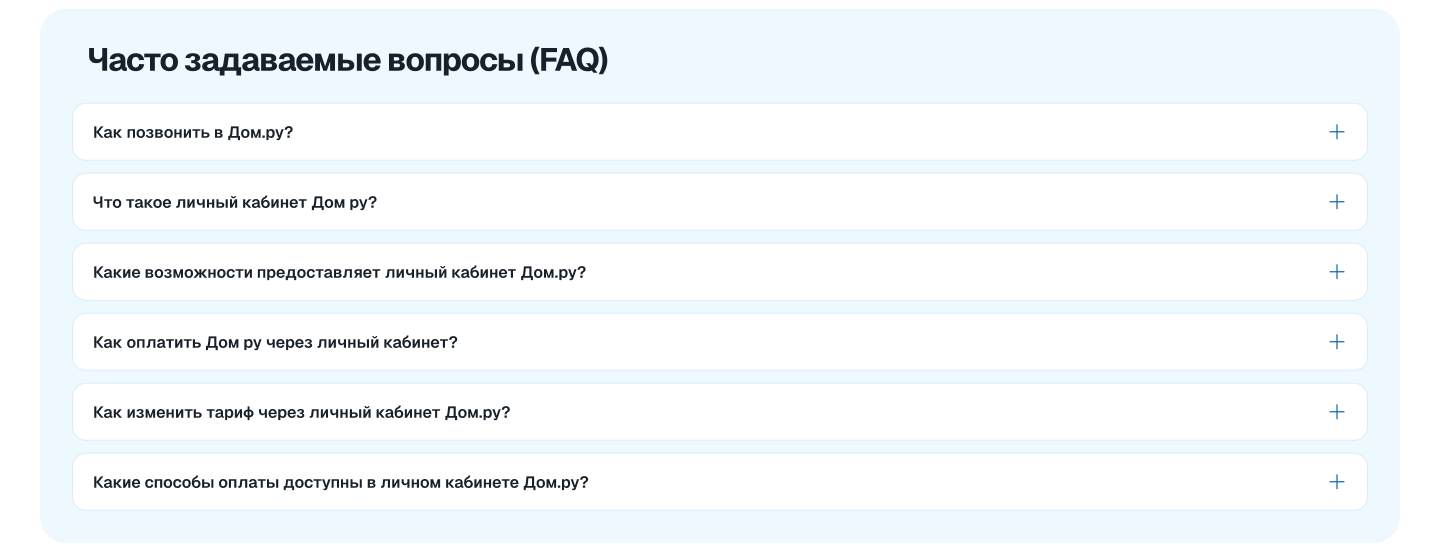 Часто задаваемые вопросы (FAQ)
Как позвонить в Дом.ру?
Что такое личный кабинет Дом ру?
Какие возможности предоставляет личный кабинет Дом.ру?
Как оплатить Дом ру через личный кабинет?
Как изменить тариф через личный кабинет Дом.ру?
Какие способы оплаты доступны в личном кабинете Дом.ру?